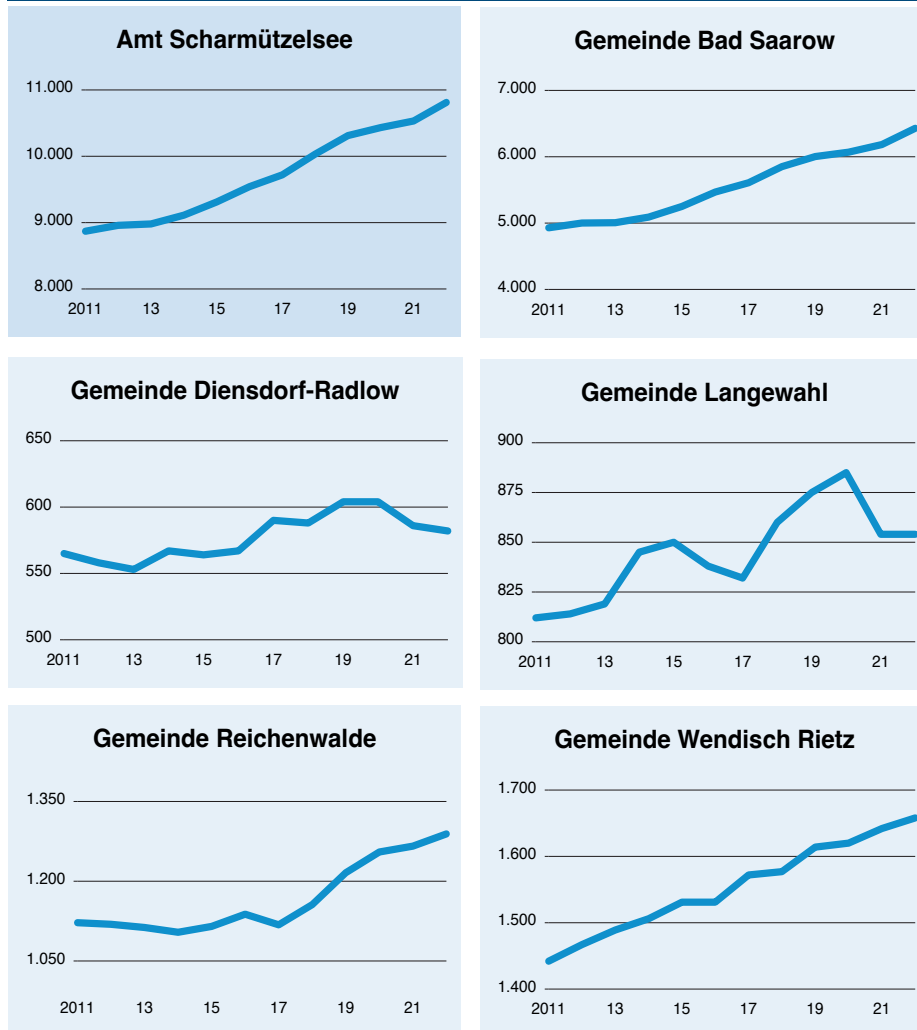 Amt Scharmützelsee
11.000
10.000
9.000
8.000
2011 13 15 17 19 21
Gemeinde Bad Saarow
7.000
6.000
5.000
4.000
2011 13 15 17 19 21
Gemeinde Diensdorf-Radlow
650
600
550
500
2011 13 15 17 19 21
Gemeinde Langewahl
900
875
850
825
800
2011 13 15 17 19 21
Gemeinde Reichenwalde
1.350
1.200
1.050
2011 13 15 17 19 21
Gemeinde Wendisch Rietz
1.700
1.600
1.500
1.400
2011 13 15 17 19 21